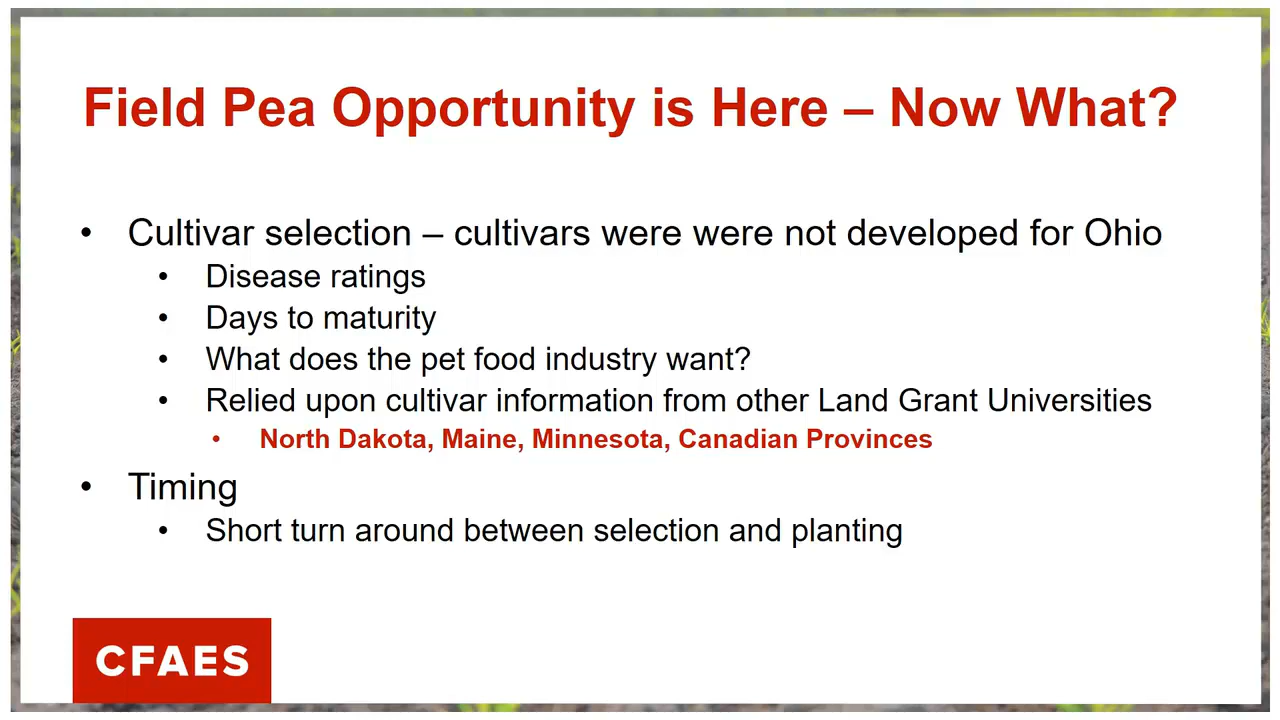 Field Pea Opportunity is Here – Now What?
• Cultivar selection – cultivars were were not developed for Ohio
• Disease ratings
• Days to maturity
• What does the pet food industry want?
• Relied upon cultivar information from other Land Grant Universities
• North Dakota, Maine, Minnesota, Canadian Provinces
• Timing
• Short turn around between selection and planting
CFAES